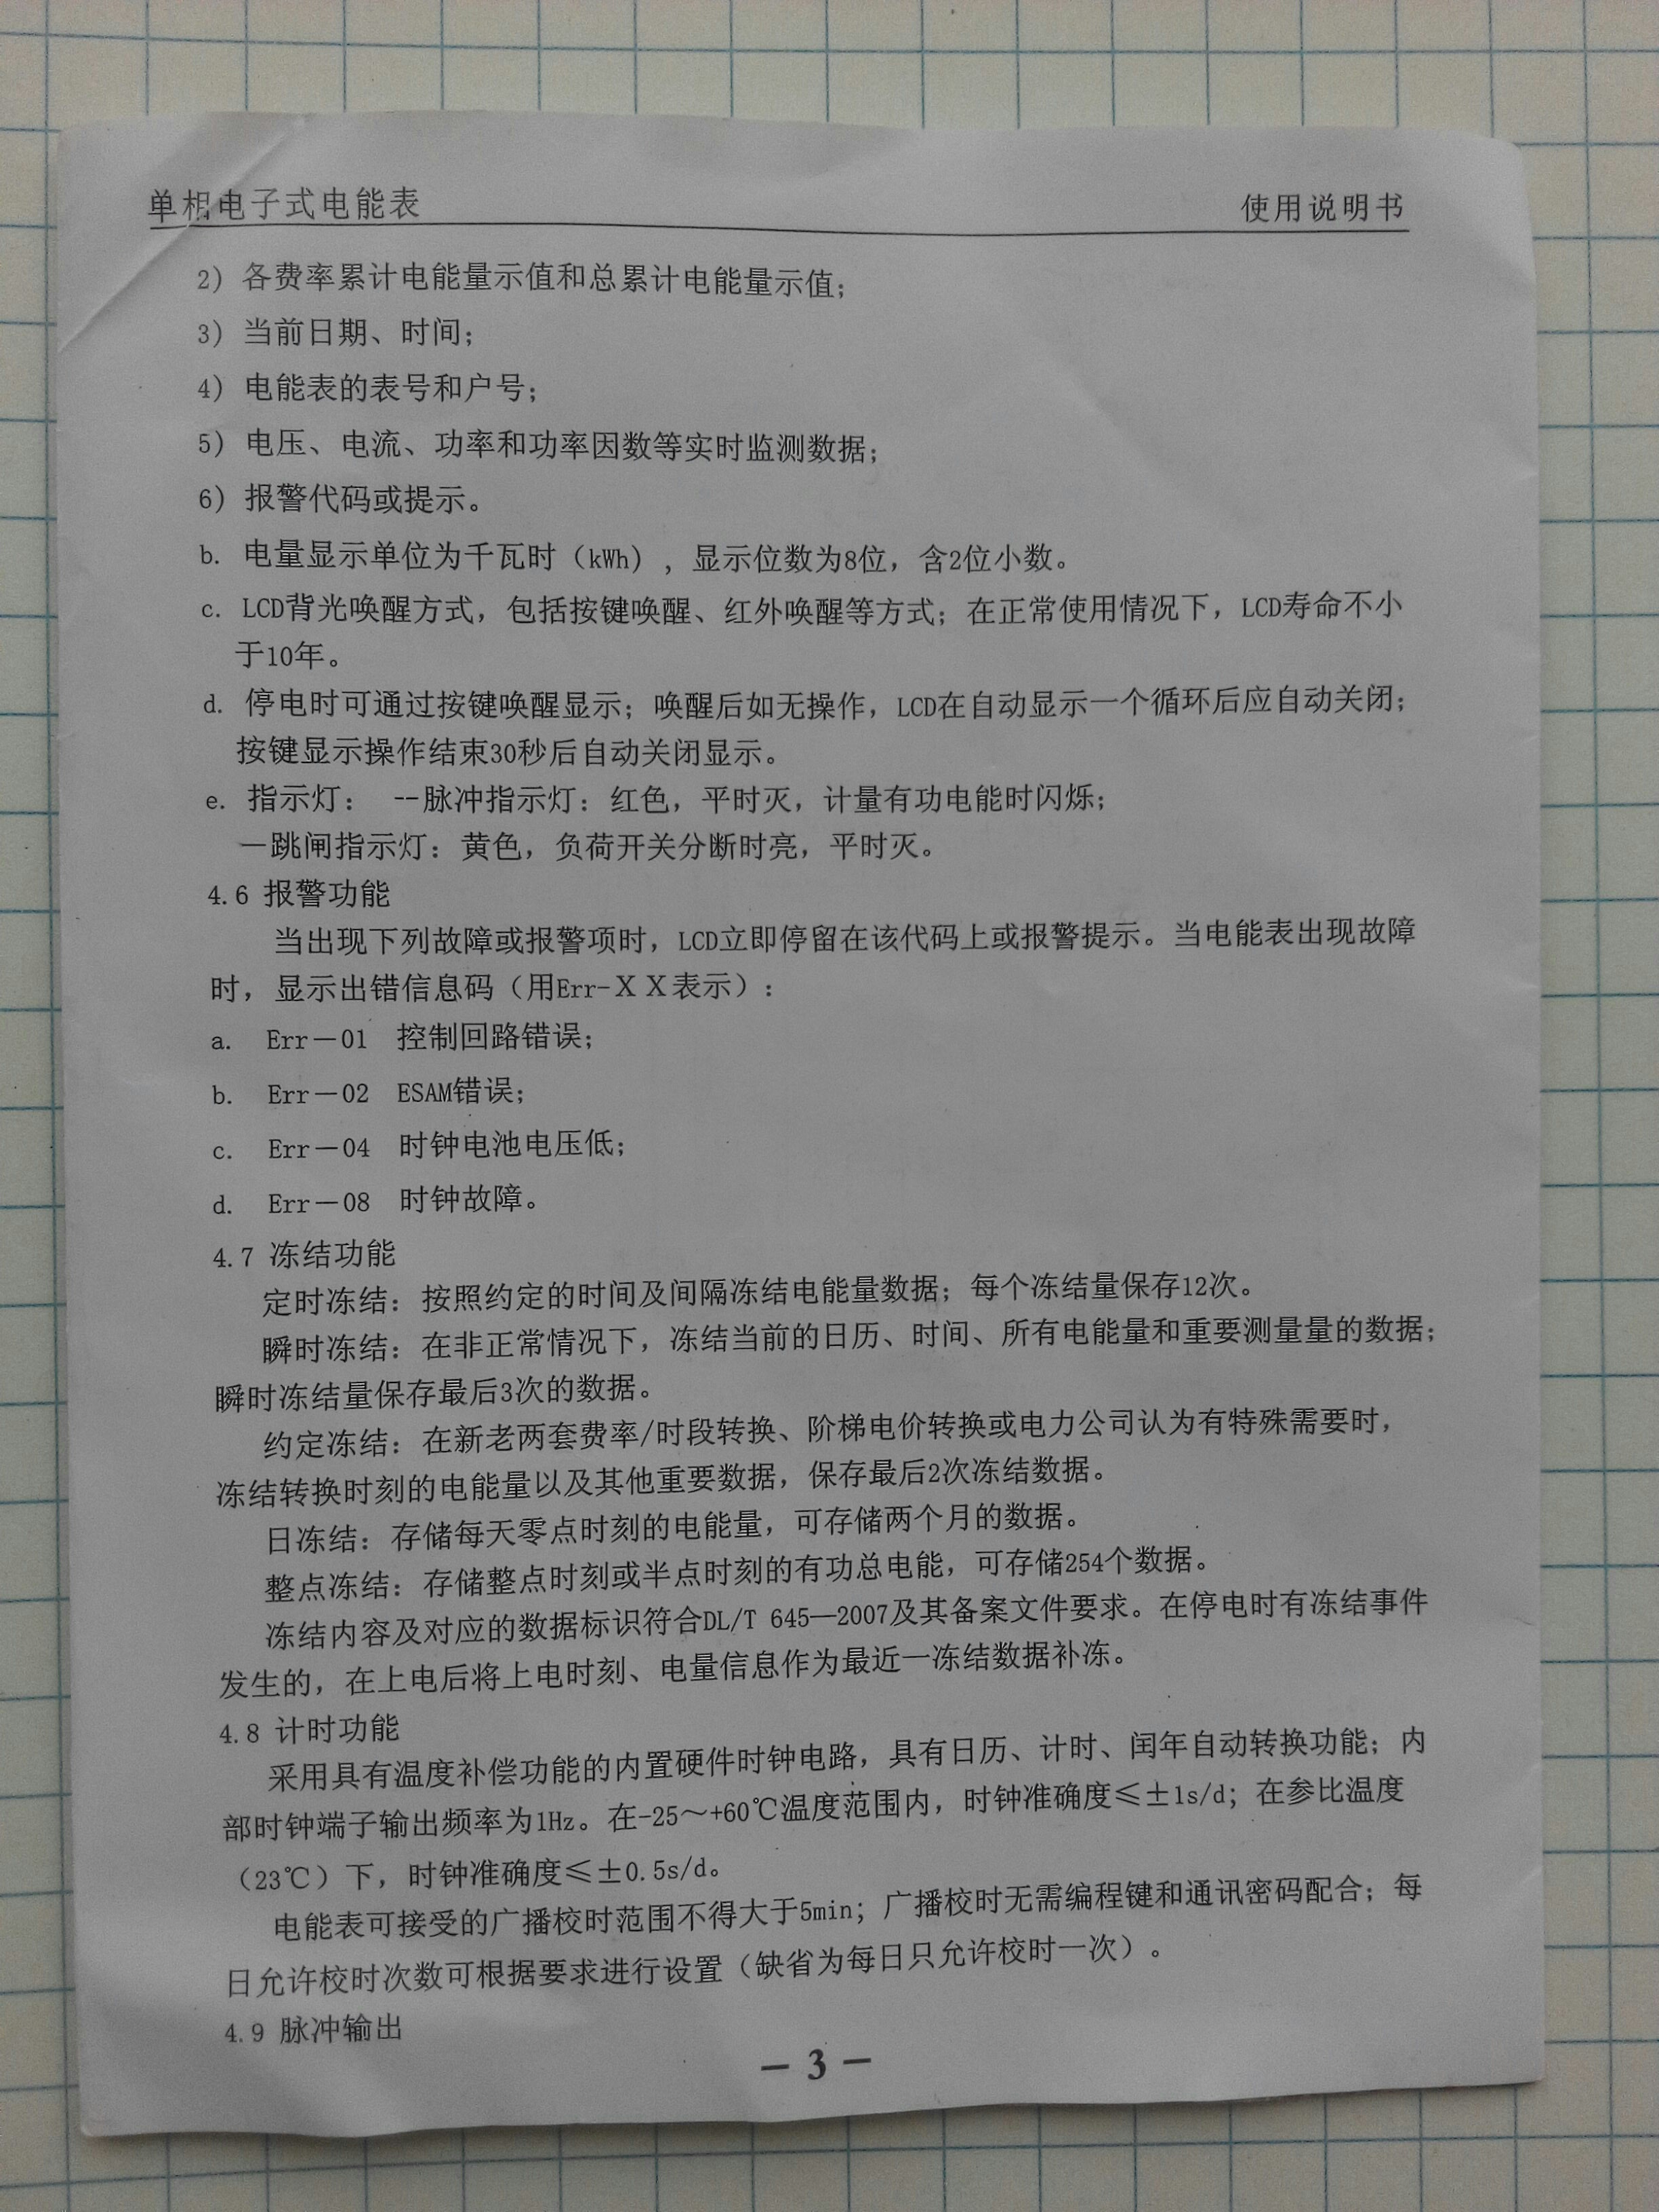 单相电子式电能表 使用说明书
2) 各费率累计电能量示值和总累计电能量示值;
3) 当前日期、时间;
4) 电能表的表号和户号;
5) 电压、电流、功率和功率因数等实时监测数据;
6) 报警代码或提示。
b. 电量显示单位为千瓦时（kWh），显示位数为8位，含2位小数。
c. LCD背光唤醒方式，包括按键唤醒、红外唤醒等方式；在正常使用情况下，LCD寿命不小
于10年。
d. 停电时可通过按键唤醒显示；唤醒后如无操作，LCD在自动显示一个循环后应自动关闭；
按键显示操作结束30秒后自动关闭显示。
e. 指示灯： --脉冲指示灯：红色，平时灭，计量有功电能时闪烁；
—跳闸指示灯：黄色，负荷开关分断时亮，平时灭。
4.6 报警功能
当出现下列故障或报警项时，LCD立即停留在该代码上或报警提示。当电能表出现故障
时，显示出错信息码（用Err-ＸＸ表示）：
a. Err－01 控制回路错误；
b. Err－02 ESAM错误；
c. Err－04 时钟电池电压低；
d. Err－08 时钟故障。
4.7 冻结功能
定时冻结：按照约定的时间及间隔冻结电能量数据；每个冻结量保存12次。
瞬时冻结：在非正常情况下，冻结当前的日历、时间、所有电能量和重要测量量的数据；
瞬时冻结量保存最后3次的数据。
约定冻结：在新老两套费率/时段转换、阶梯电价转换或电力公司认为有特殊需要时，
冻结转换时刻的电能量以及其他重要数据，保存最后2次冻结数据。
日冻结：存储每天零点时刻的电能量，可存储两个月的数据。
整点冻结：存储整点时刻或半点时刻的有功总电能，可存储254个数据。
冻结内容及对应的数据标识符合DL/T 645—2007及其备案文件要求。在停电时有冻结事件
发生的，在上电后将上电时刻、电量信息作为最近一冻结数据补冻。
4.8 计时功能
采用具有温度补偿功能的内置硬件时钟电路，具有日历、计时、闰年自动转换功能；内
部时钟端子输出频率为1Hz。在-25～+60℃温度范围内，时钟准确度≤±1s/d；在参比温度
（23℃）下，时钟准确度≤±0.5s/d。
电能表可接受的广播校时范围不得大于5min；广播校时无需编程键和通讯密码配合；每
日允许校时次数可根据要求进行设置（缺省为每日只允许校时一次）。
4.9 脉冲输出
－3－